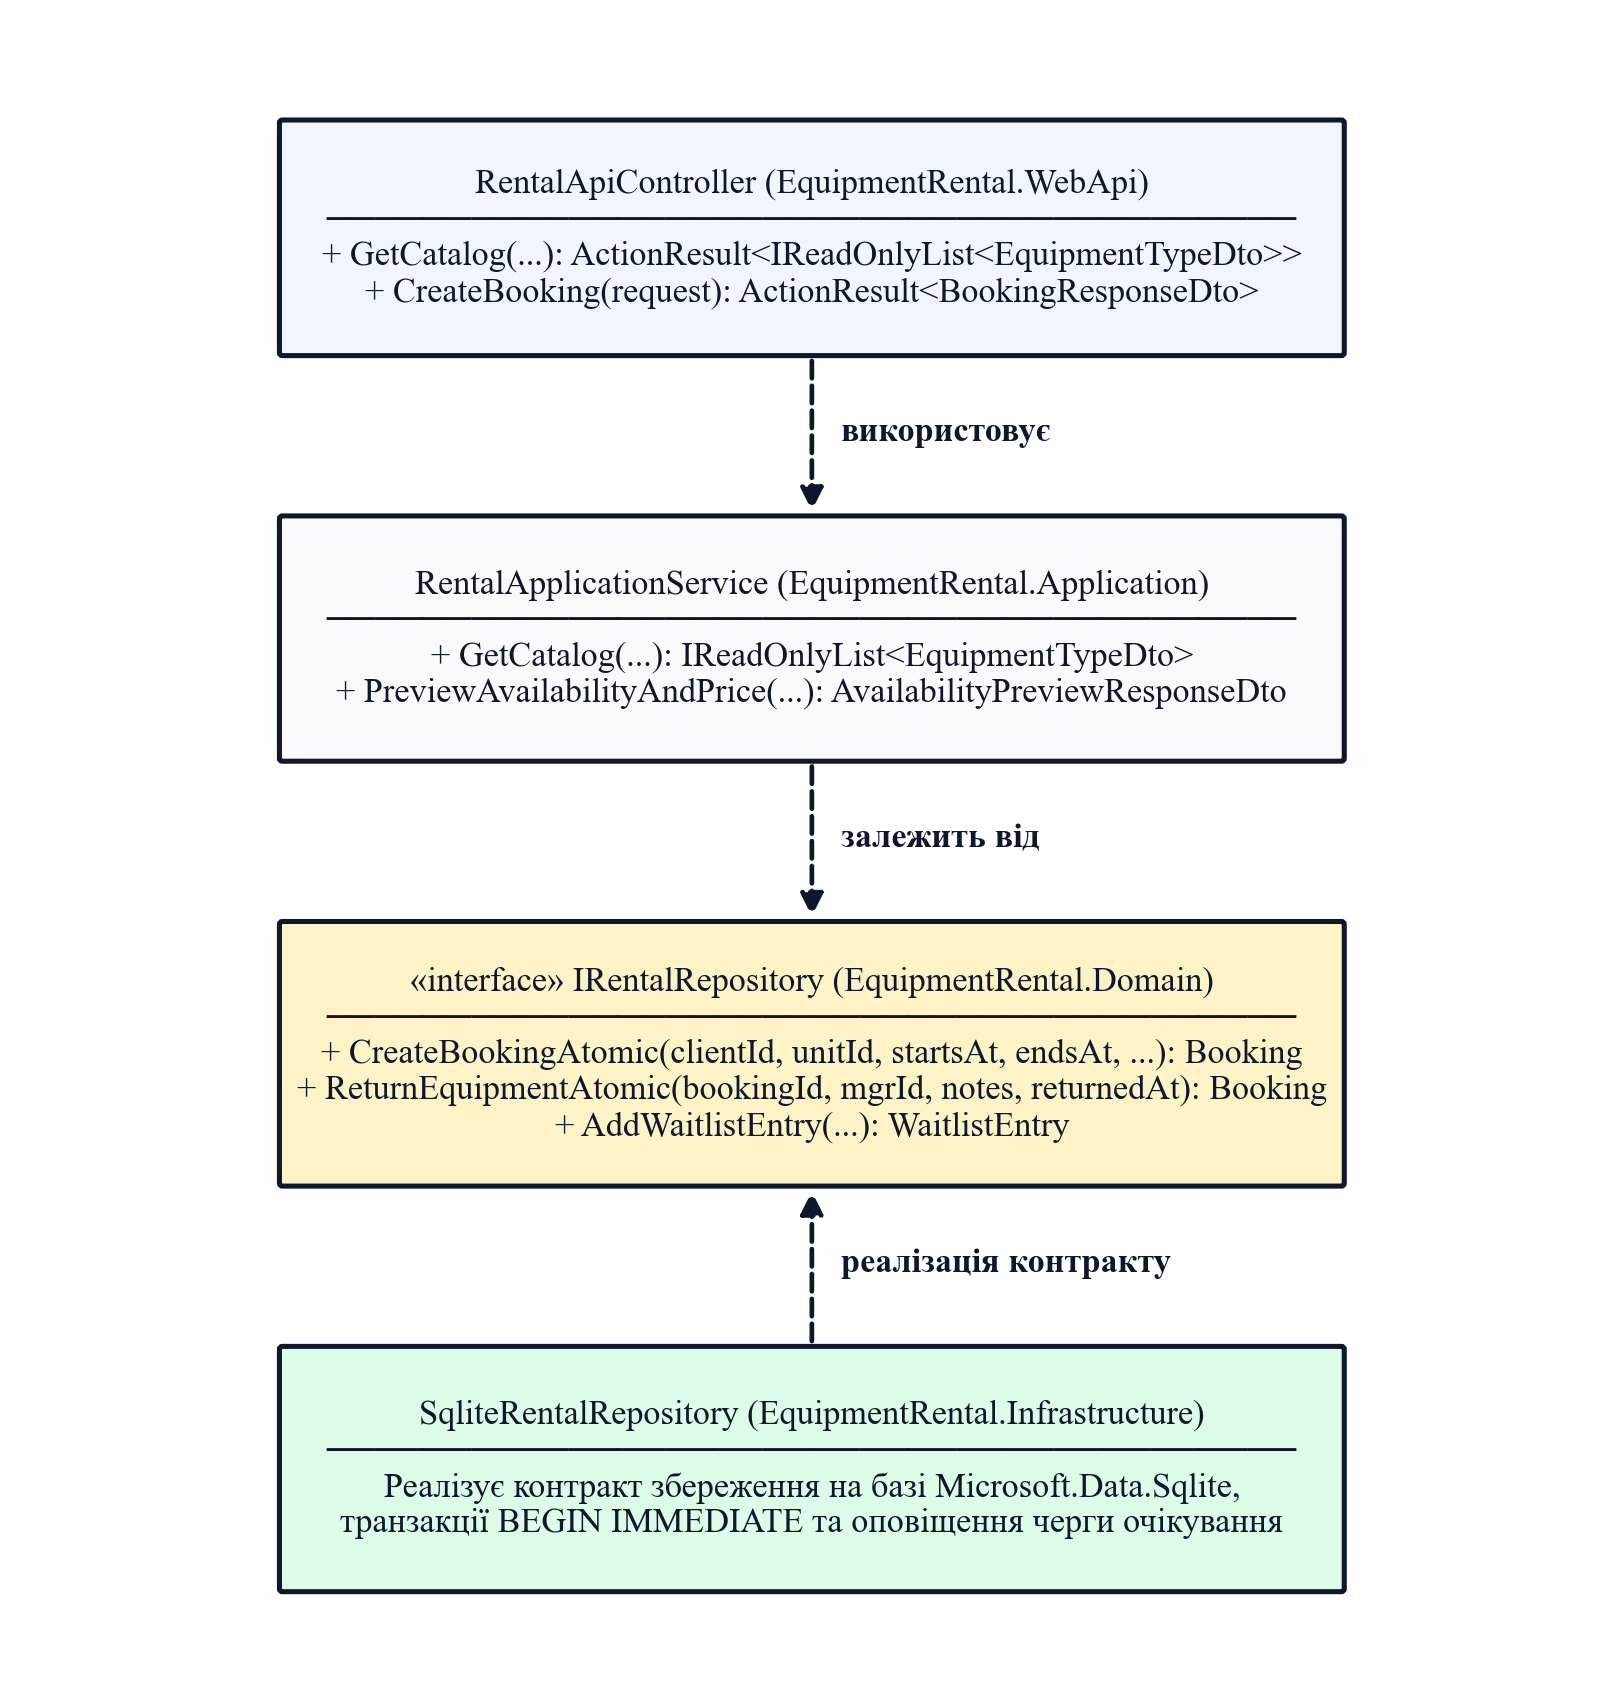 RentalApiController (EquipmentRental.WebApi)
+ GetCatalog(...): ActionResult<IReadOnlyList<EquipmentTypeDto>>
+ CreateBooking(request): ActionResult<BookingResponseDto>
використовує
RentalApplicationService (EquipmentRental.Application)
+ GetCatalog(...): IReadOnlyList<EquipmentTypeDto>
+ PreviewAvailabilityAndPrice(...): AvailabilityPreviewResponseDto
залежить від
«interface» IRentalRepository (EquipmentRental.Domain)
+ CreateBookingAtomic(clientId, unitId, startsAt, endsAt, ...): Booking
+ ReturnEquipmentAtomic(bookingId, mgrId, notes, returnedAt): Booking
+ AddWaitlistEntry(...): WaitlistEntry
реалізація контракту
SqliteRentalRepository (EquipmentRental.Infrastructure)
Реалізує контракт збереження на базі Microsoft.Data.Sqlite,
транзакції BEGIN IMMEDIATE та оповіщення черги очікування